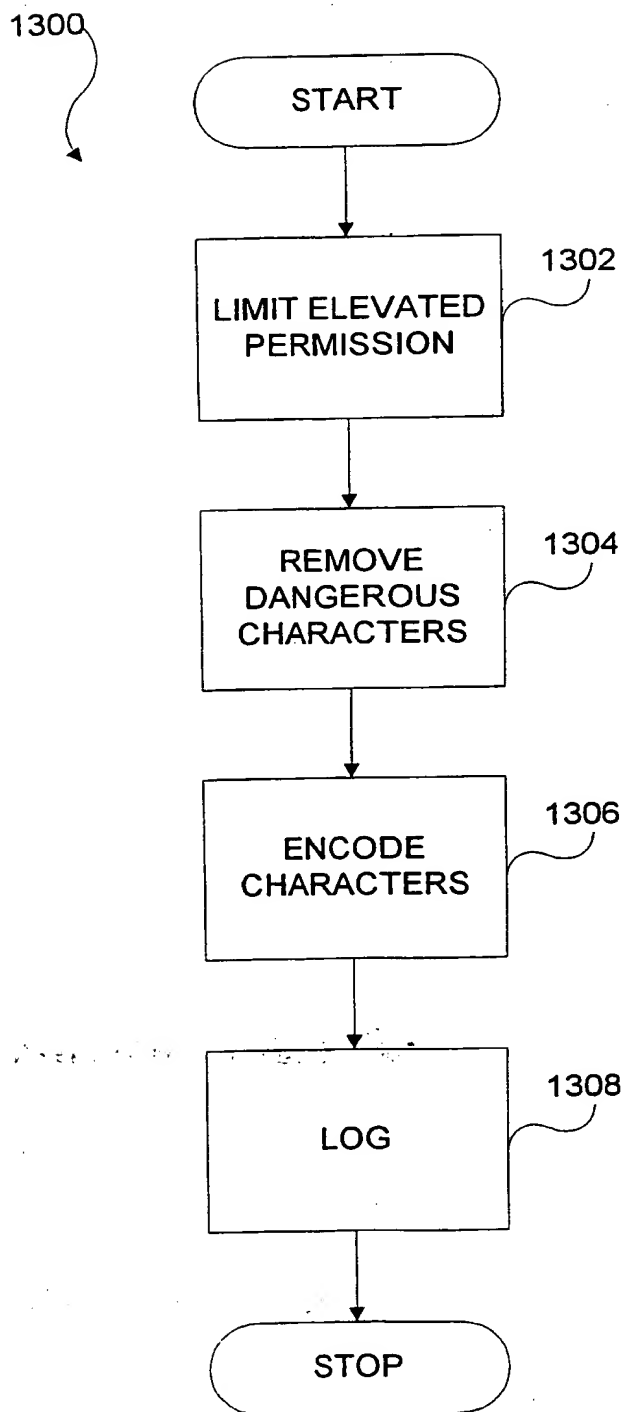 1300
START
1302
LIMIT ELEVATED
PERMISSION
1304
REMOVE
DANGEROUS
CHARACTERS
1306
ENCODE
CHARACTERS
1308
LOG
STOP